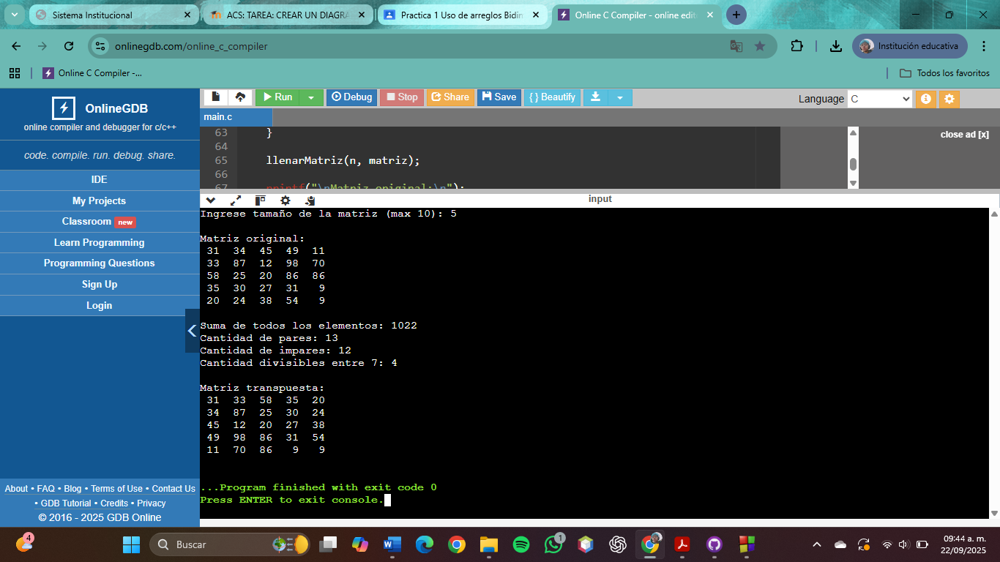 Sistema Institucional
ACS: TAREA: CREAR UN DIAGRA
Practica 1 Uso de arreglos Bidin
Online C Compiler - online edit
onlinegdb.com/online_c_compiler
Institución educativa
Online C Compiler -...
Todos los favoritos
OnlineGDB
online compiler and debugger for c/c++
code. compile. run. debug. share.
IDE
My Projects
Classroom new
Learn Programming
Programming Questions
Sign Up
Login
About • FAQ • Blog • Terms of Use • Contact Us
• GDB Tutorial • Credits • Privacy
© 2016 - 2025 GDB Online
Run Debug Stop Share Save { } Beautify
Language C
main.c
close ad [x]
63 }
64
65 llenarMatriz(n, matriz);
66
67 printf("\nMatriz original:\n");
input
Ingrese tamaño de la matriz (max 10): 5
Matriz original:
31 34 45 49 11
33 87 12 98 70
58 25 20 86 86
35 30 27 31 9
20 24 38 54 9
Suma de todos los elementos: 1022
Cantidad de pares: 13
Cantidad de impares: 12
Cantidad divisibles entre 7: 4
Matriz transpuesta:
31 33 58 35 20
34 87 25 30 24
45 12 20 27 38
49 98 86 31 54
11 70 86 9 9
...Program finished with exit code 0
Press ENTER to exit console.
4
Buscar
1
09:44 a. m.
22/09/2025